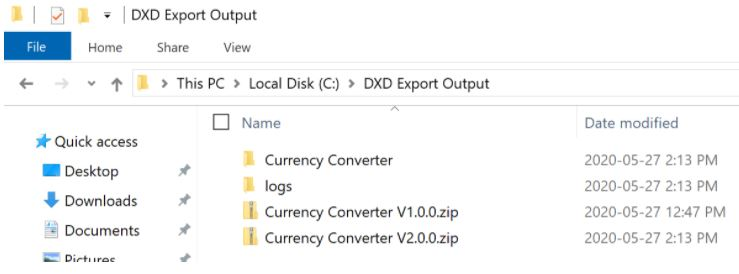 DXD Export Output
File Home Share View
This PC > Local Disk (C:) > DXD Export Output
Name Date modified
Quick access
Desktop
Downloads
Documents
Pictures
Currency Converter 2020-05-27 2:13 PM
logs 2020-05-27 2:13 PM
Currency Converter V1.0.0.zip 2020-05-27 12:47 PM
Currency Converter V2.0.0.zip 2020-05-27 2:13 PM